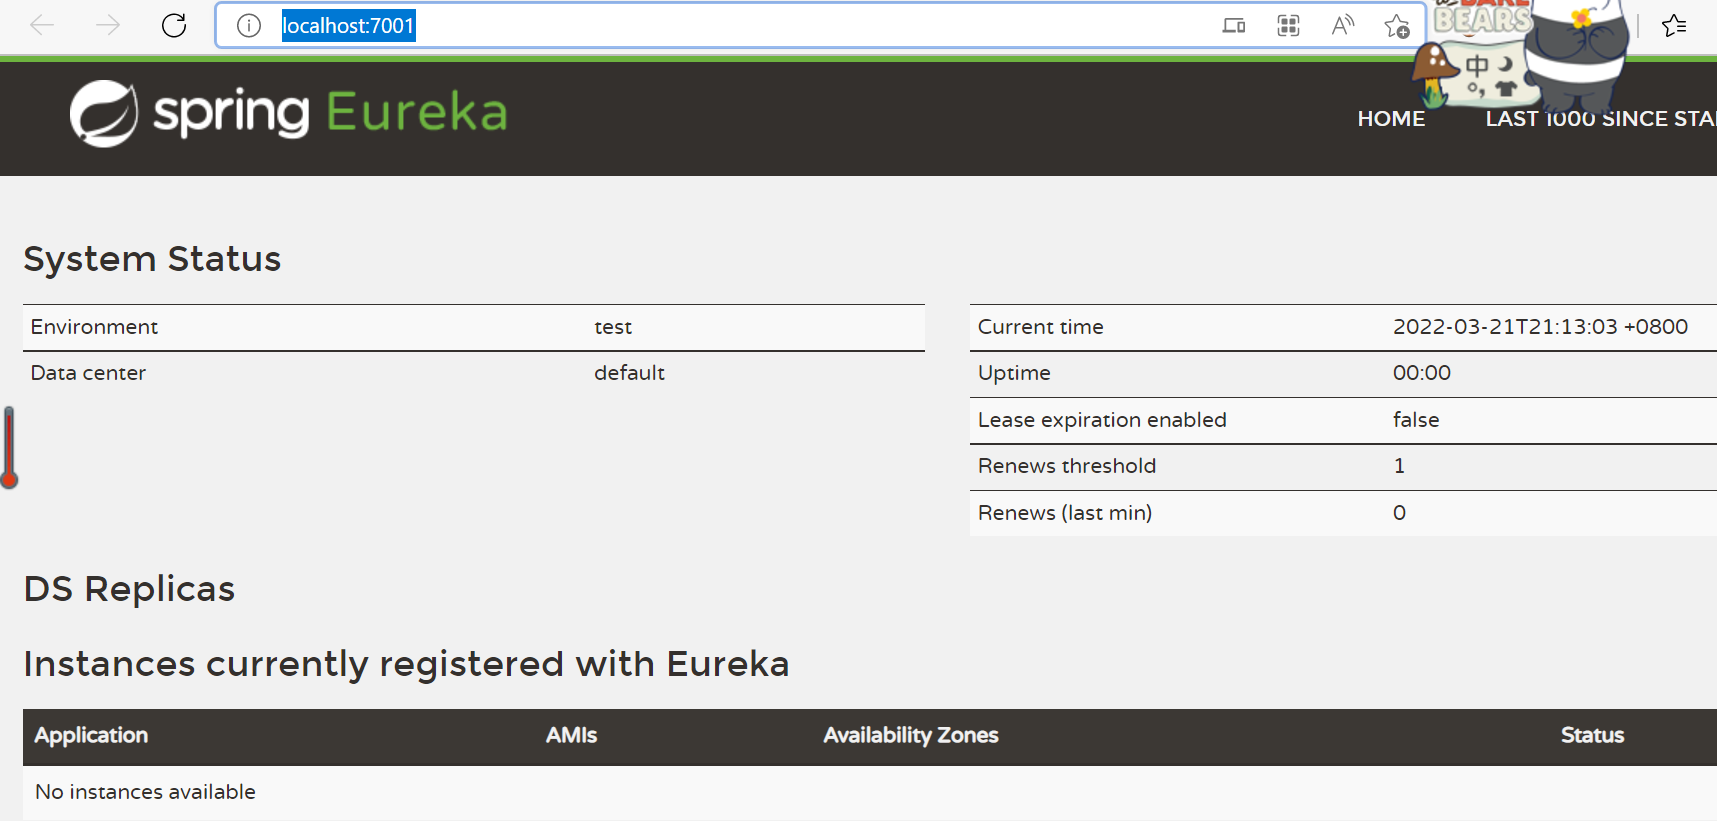 localhost:7001
BARE
BEARS
中
spring Eureka
HOME
LAST 1000 SINCE STA
System Status
Environment test
Data center default
Current time 2022-03-21T21:13:03 +0800
Uptime 00:00
Lease expiration enabled false
Renews threshold 1
Renews (last min) 0
DS Replicas
Instances currently registered with Eureka
Application AMIs Availability Zones Status
No instances available